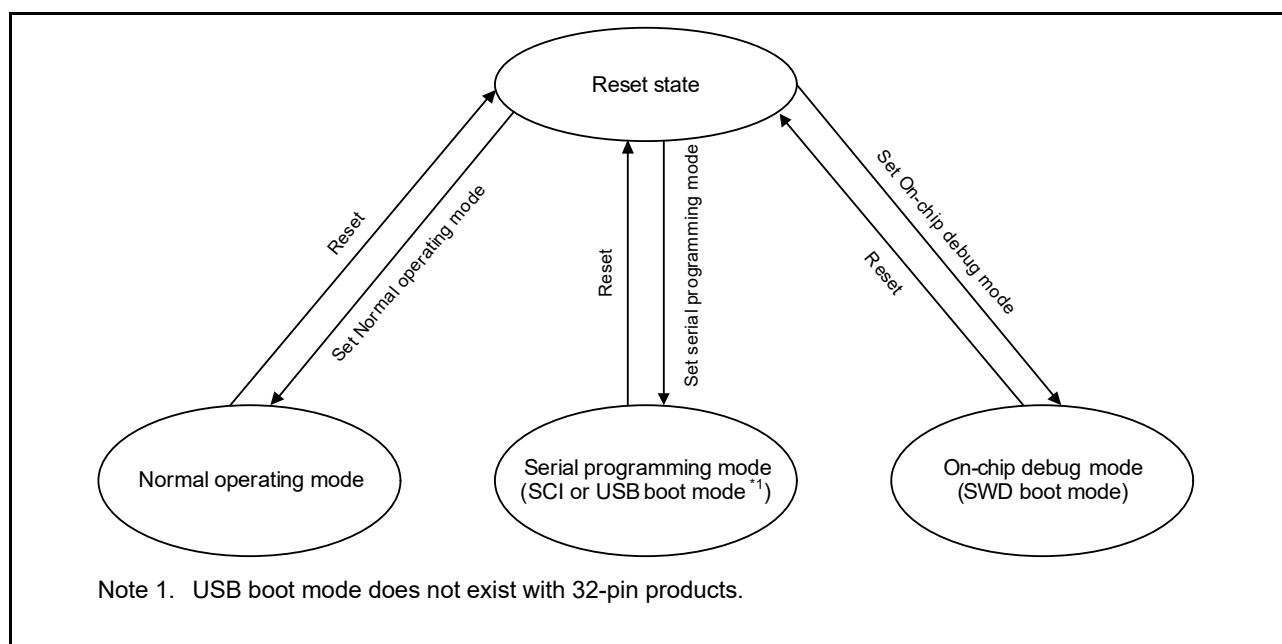 Reset state
Reset
Set Normal operating mode
Reset
Set serial programming mode
Set On-chip debug mode
Reset
Normal operating mode
Serial programming mode
(SCI or USB boot mode *1)
On-chip debug mode
(SWD boot mode)
Note 1. USB boot mode does not exist with 32-pin products.